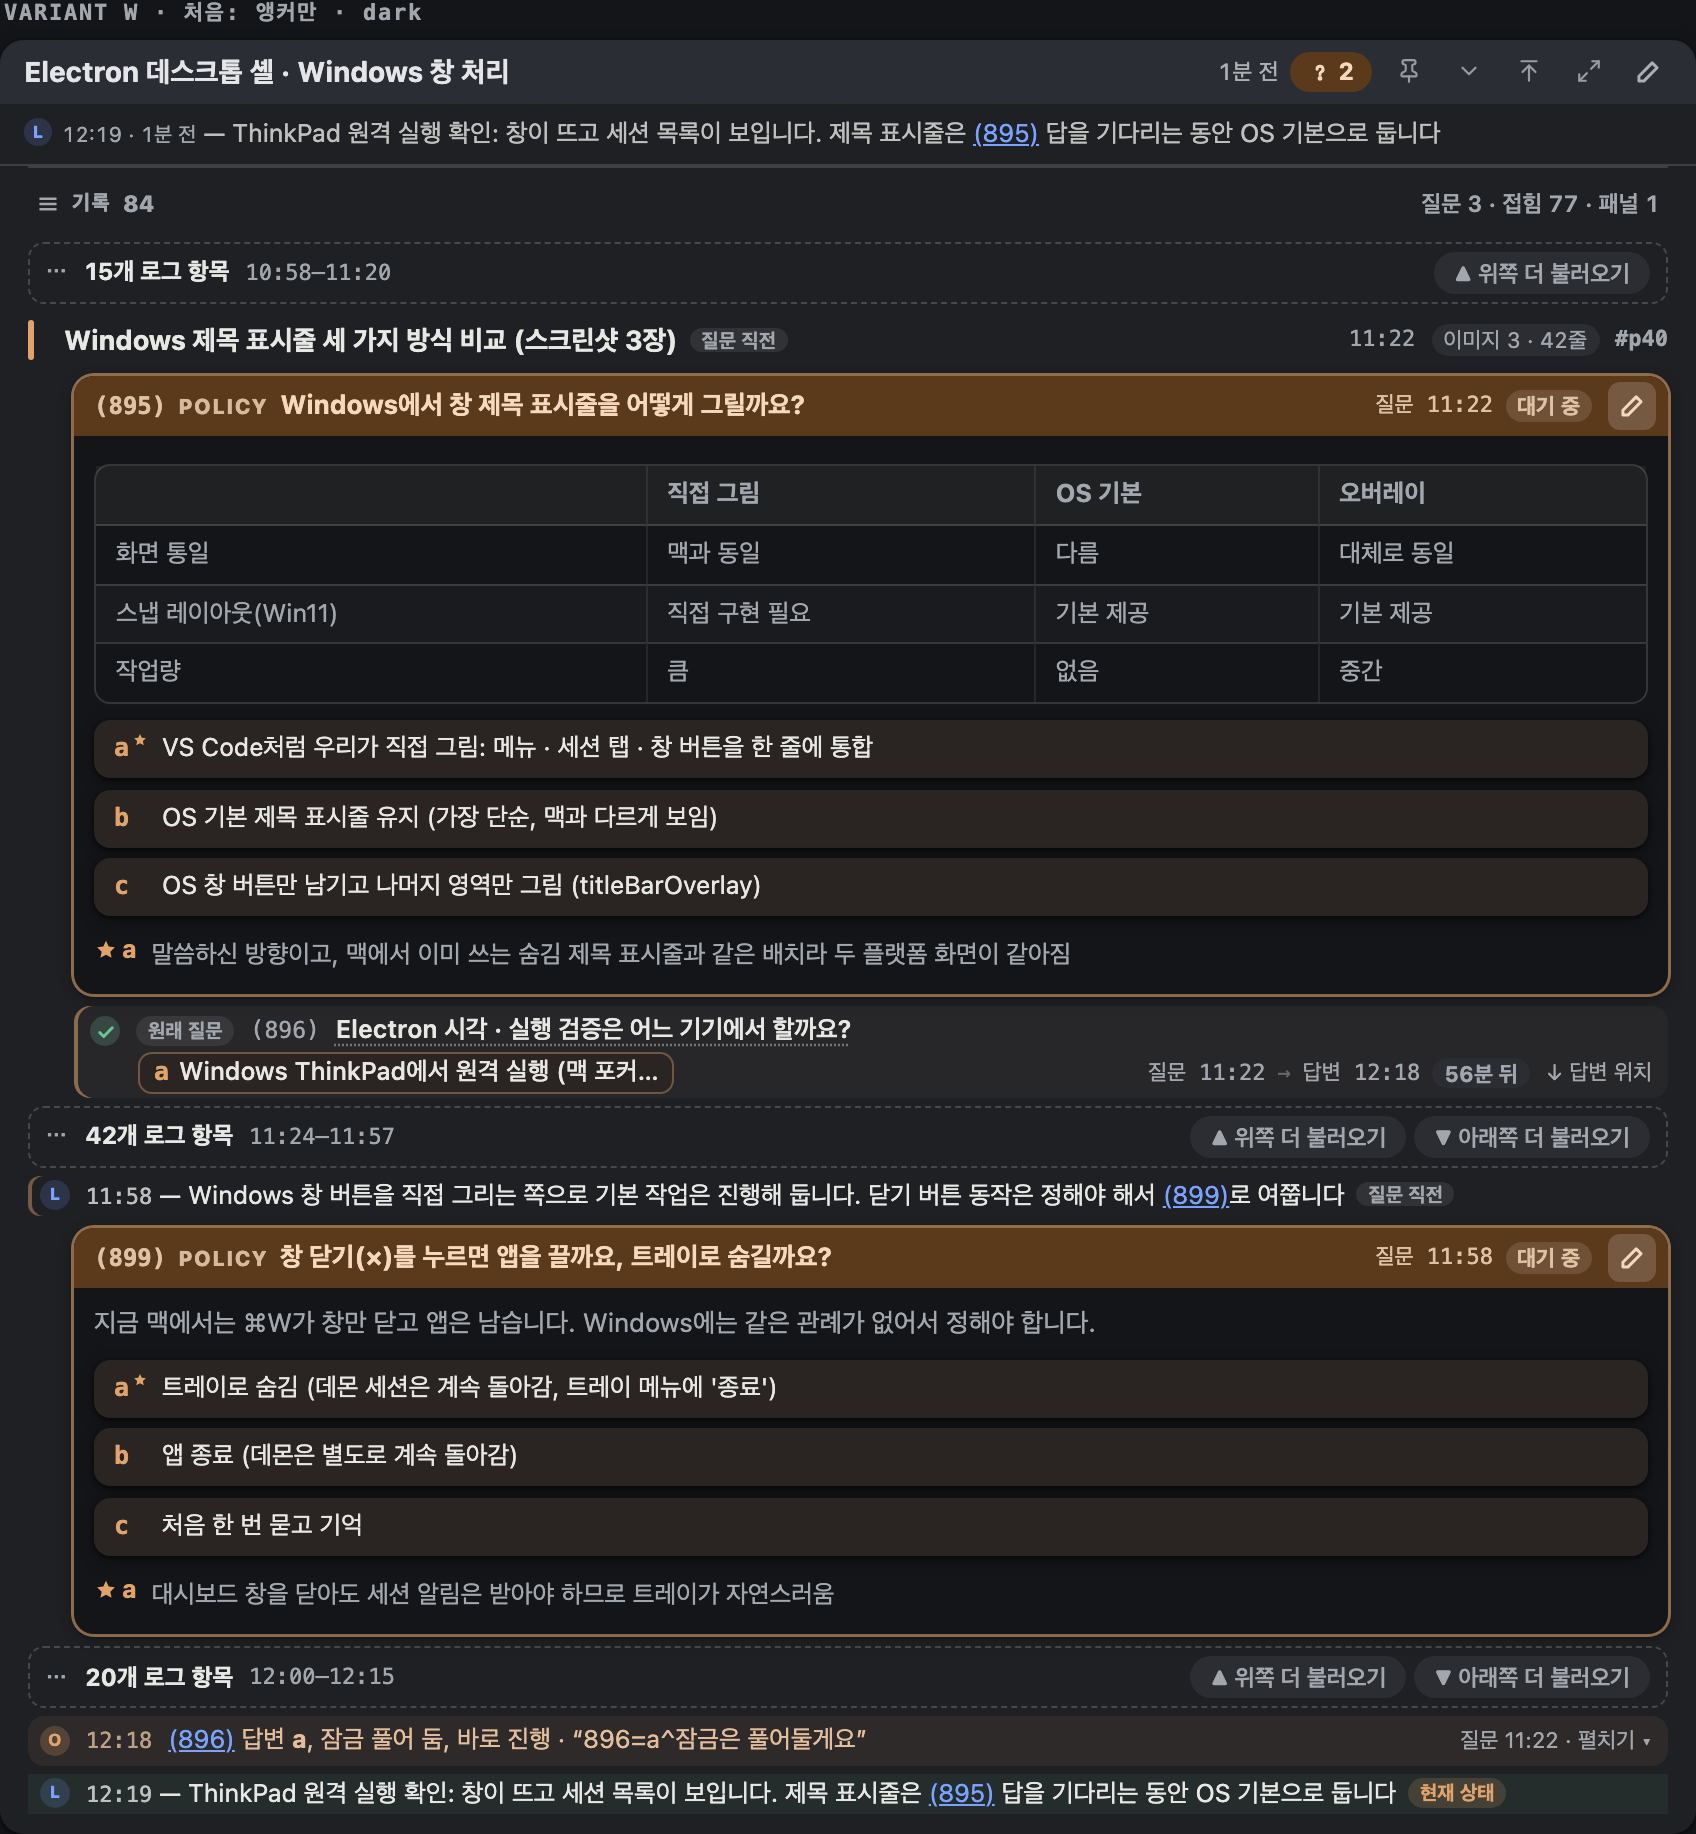 VARIANT W · 처음: 앵커만 · dark
Electron 데스크톱 셸 · Windows 창 처리 1분 전 ? 2
L 12:19 · 1분 전 — ThinkPad 원격 실행 확인: 창이 뜨고 세션 목록이 보입니다. 제목 표시줄은 (895) 답을 기다리는 동안 OS 기본으로 둡니다
≡ 기록 84 질문 3 · 접힘 77 · 패널 1
··· 15개 로그 항목 10:58–11:20 ▲ 위쪽 더 불러오기
Windows 제목 표시줄 세 가지 방식 비교 (스크린샷 3장) 질문 직전 11:22 이미지 3 · 42줄 #p40
(895) POLICY Windows에서 창 제목 표시줄을 어떻게 그릴까요? 질문 11:22 대기 중
직접 그림 OS 기본 오버레이
화면 통일 맥과 동일 다름 대체로 동일
스냅 레이아웃(Win11) 직접 구현 필요 기본 제공 기본 제공
작업량 큼 없음 중간
a★ VS Code처럼 우리가 직접 그림: 메뉴 · 세션 탭 · 창 버튼을 한 줄에 통합
b OS 기본 제목 표시줄 유지 (가장 단순, 맥과 다르게 보임)
c OS 창 버튼만 남기고 나머지 영역만 그림 (titleBarOverlay)
★ a 말씀하신 방향이고, 맥에서 이미 쓰는 숨김 제목 표시줄과 같은 배치라 두 플랫폼 화면이 같아짐
✓ 원래 질문 (896) Electron 시각 · 실행 검증은 어느 기기에서 할까요?
a Windows ThinkPad에서 원격 실행 (맥 포커... 질문 11:22 → 답변 12:18 56분 뒤 ↓ 답변 위치
··· 42개 로그 항목 11:24–11:57 ▲ 위쪽 더 불러오기 ▼ 아래쪽 더 불러오기
L 11:58 — Windows 창 버튼을 직접 그리는 쪽으로 기본 작업은 진행해 둡니다. 닫기 버튼 동작은 정해야 해서 (899)로 여쭙니다 질문 직전
(899) POLICY 창 닫기(×)를 누르면 앱을 끌까요, 트레이로 숨길까요? 질문 11:58 대기 중
지금 맥에서는 ⌘W가 창만 닫고 앱은 남습니다. Windows에는 같은 관례가 없어서 정해야 합니다.
a★ 트레이로 숨김 (데몬 세션은 계속 돌아감, 트레이 메뉴에 '종료')
b 앱 종료 (데몬은 별도로 계속 돌아감)
c 처음 한 번 묻고 기억
★ a 대시보드 창을 닫아도 세션 알림은 받아야 하므로 트레이가 자연스러움
··· 20개 로그 항목 12:00–12:15 ▲ 위쪽 더 불러오기 ▼ 아래쪽 더 불러오기
O 12:18 (896) 답변 a, 잠금 풀어 둠, 바로 진행 · “896=a^잠금은 풀어둘게요” 질문 11:22 · 펼치기 ▾
L 12:19 — ThinkPad 원격 실행 확인: 창이 뜨고 세션 목록이 보입니다. 제목 표시줄은 (895) 답을 기다리는 동안 OS 기본으로 둡니다 현재 상태